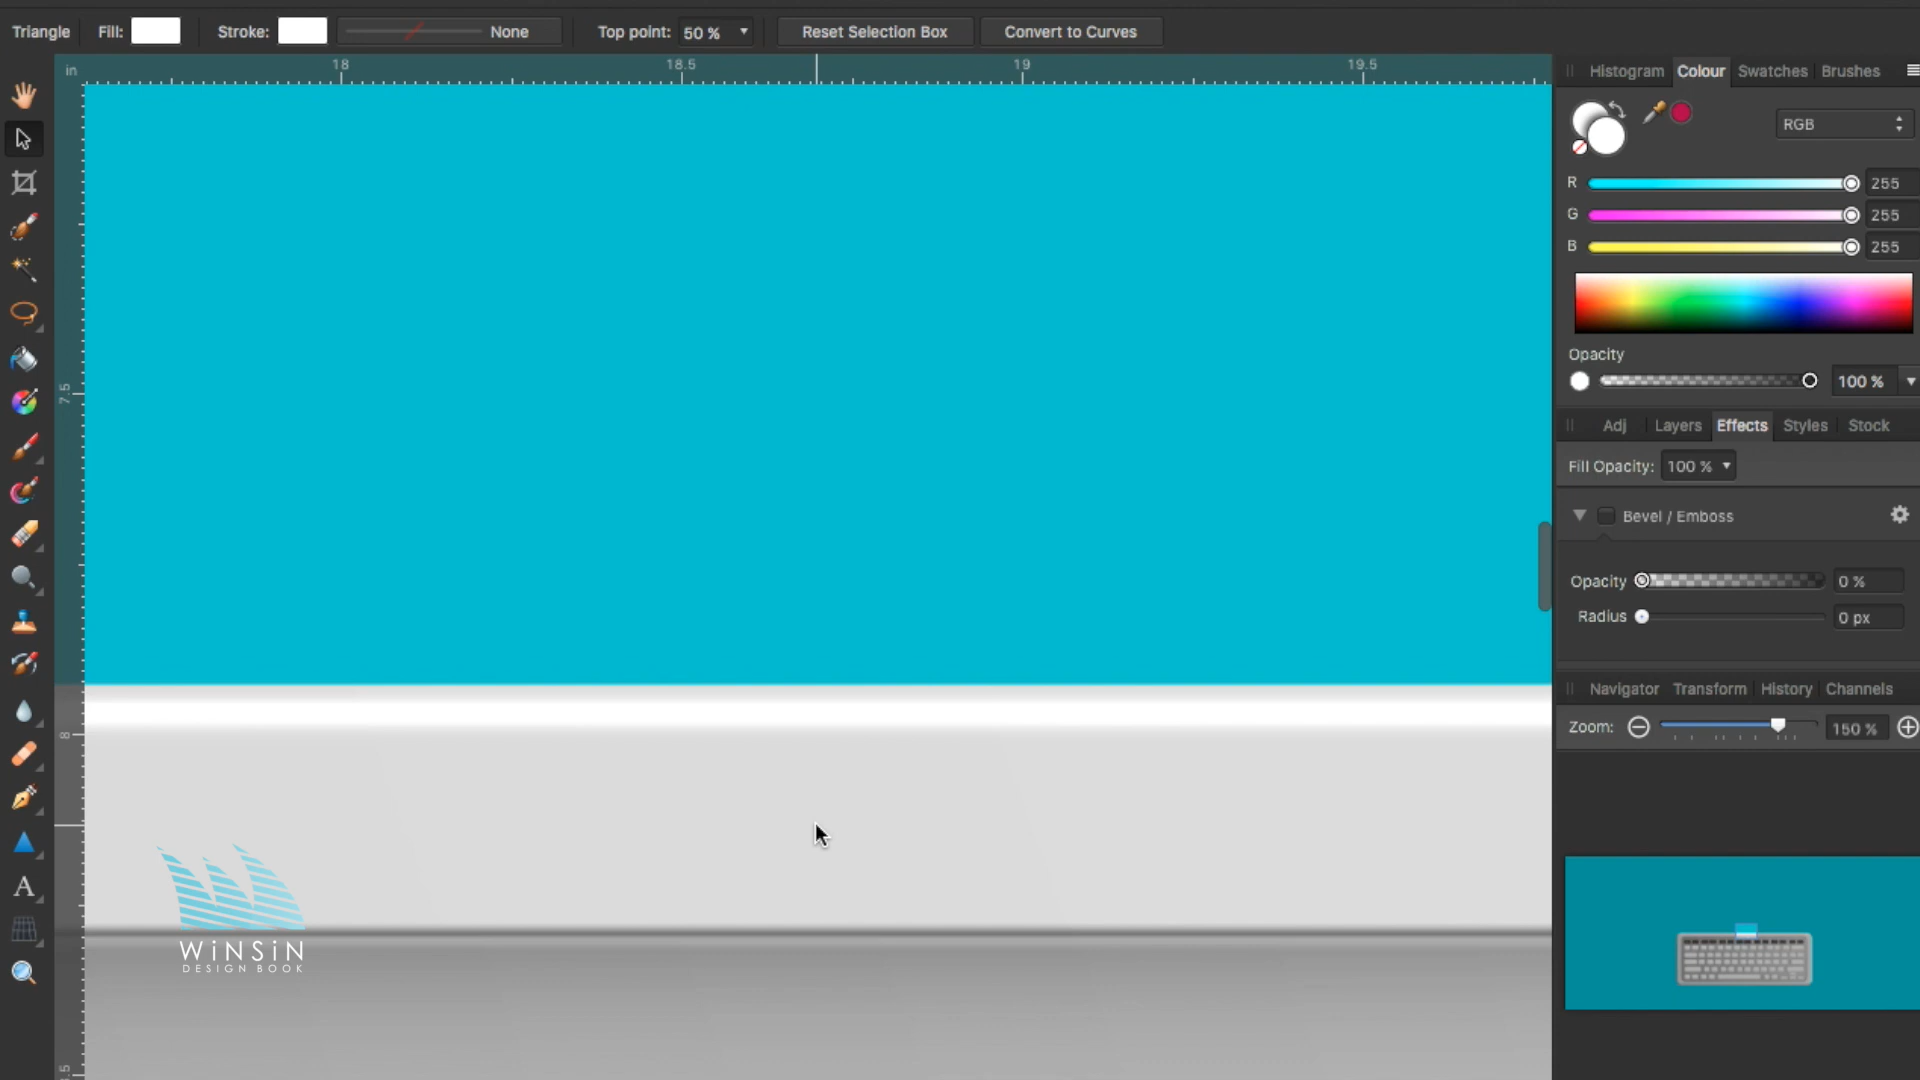 Triangle Fill: Stroke: None Top point: 50 % Reset Selection Box Convert to Curves
in 18 18.5 19 19.5
Histogram Colour Swatches Brushes
RGB
R 255
G 255
B 255
Opacity
100 %
7.5
Adj Layers Effects Styles Stock
Fill Opacity: 100 %
Bevel / Emboss
Opacity 0 %
Radius 0 px
Navigator Transform History Channels
Zoom: 150 %
8
A
WiNSiN
DESIGN BOOK